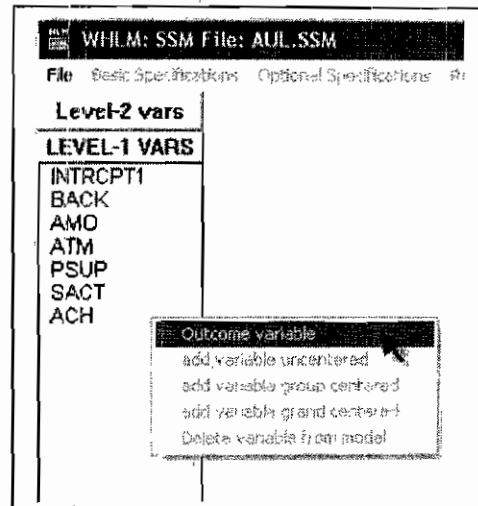 WHLM: SSM File: AUL.SSM
File Basic Specifications Optional Specifications
Level-2 vars
LEVEL-1 VARS
INTRCPT1
BACK
AMO
ATM
PSUP
SACT
ACH
Outcome variable
add variable uncentered
add variable group centered
add variable grand centered
Delete variable from model